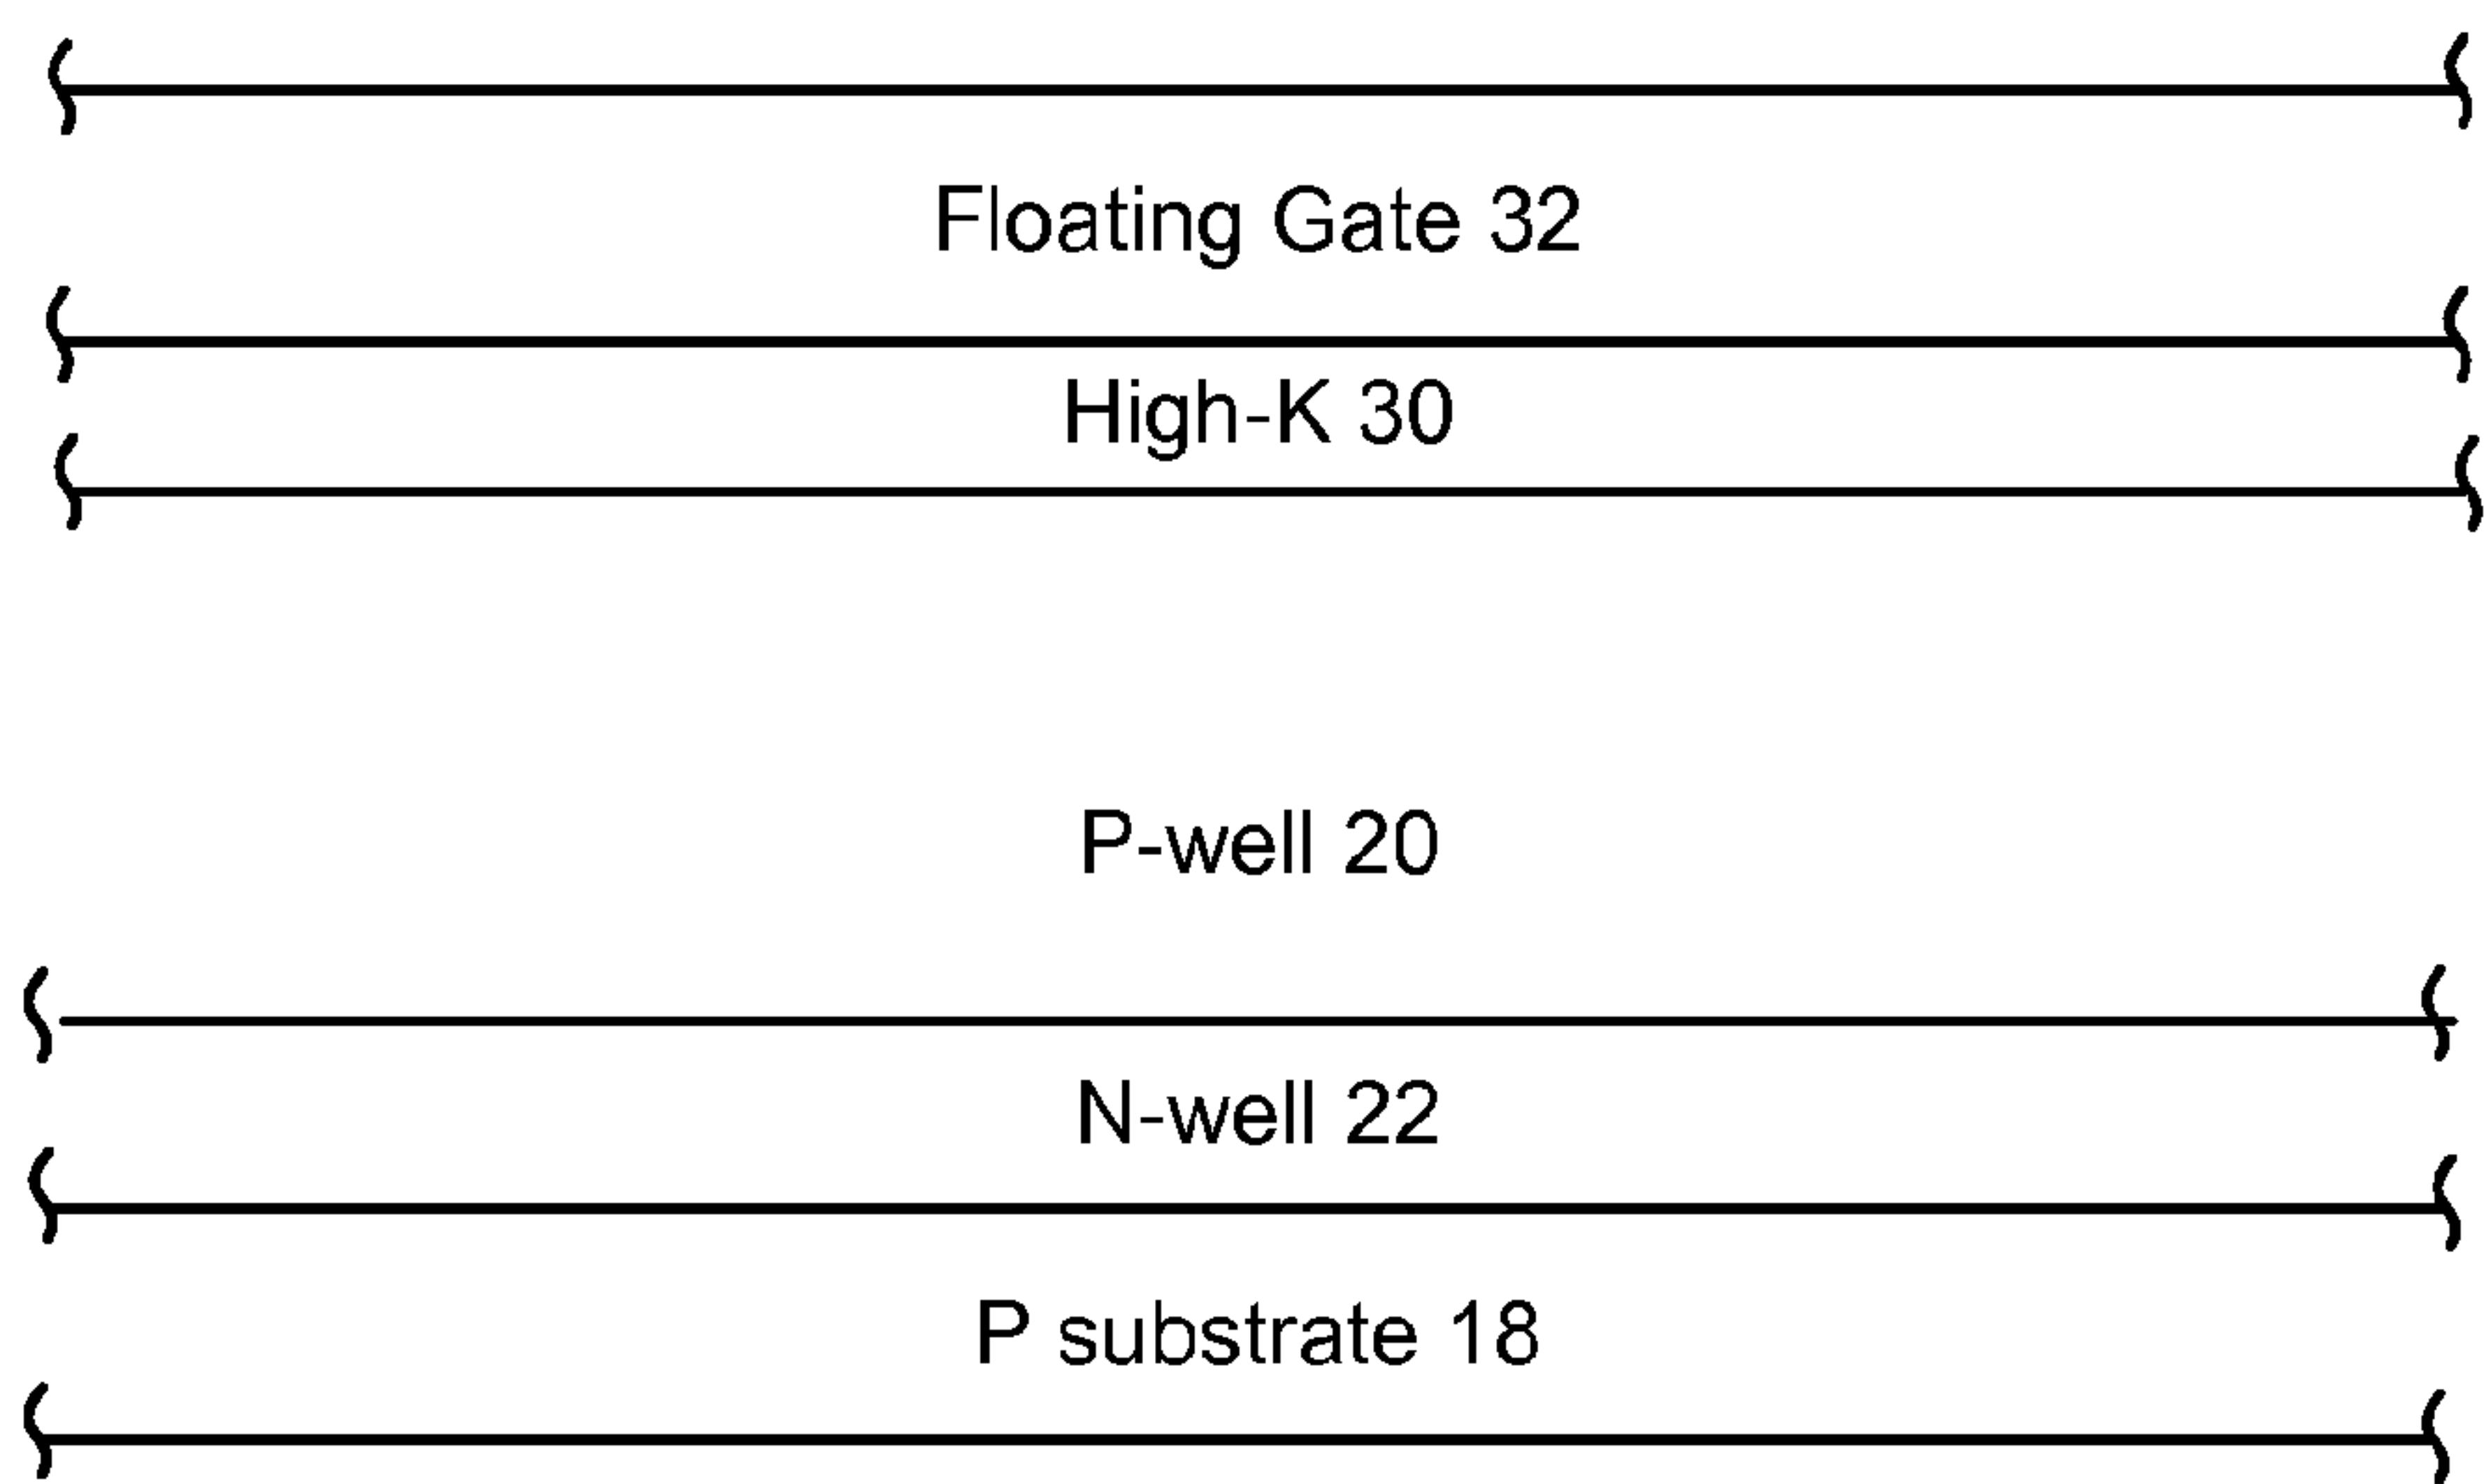 Floating Gate 32
High-K 30
P-well 20
N-well 22
P substrate 18